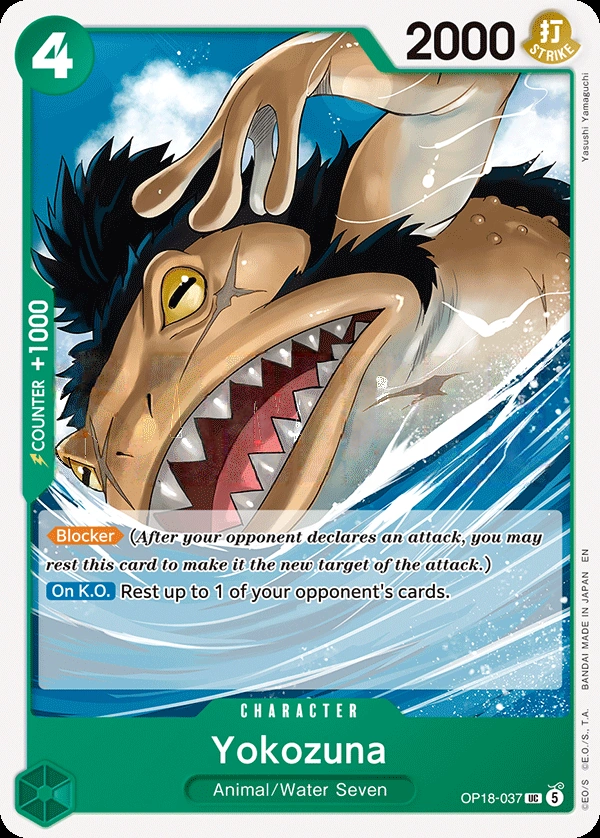 4
2000
打
STRIKE
Yasushi Yamaguchi
COUNTER +1000
Blocker (After your opponent declares an attack, you may
rest this card to make it the new target of the attack.)
On K.O. Rest up to 1 of your opponent's cards.
CHARACTER
Yokozuna
Animal/Water Seven
OP18-037 UC 5
©EO/S ©E.O./S., T.A. BANDAI MADE IN JAPAN EN